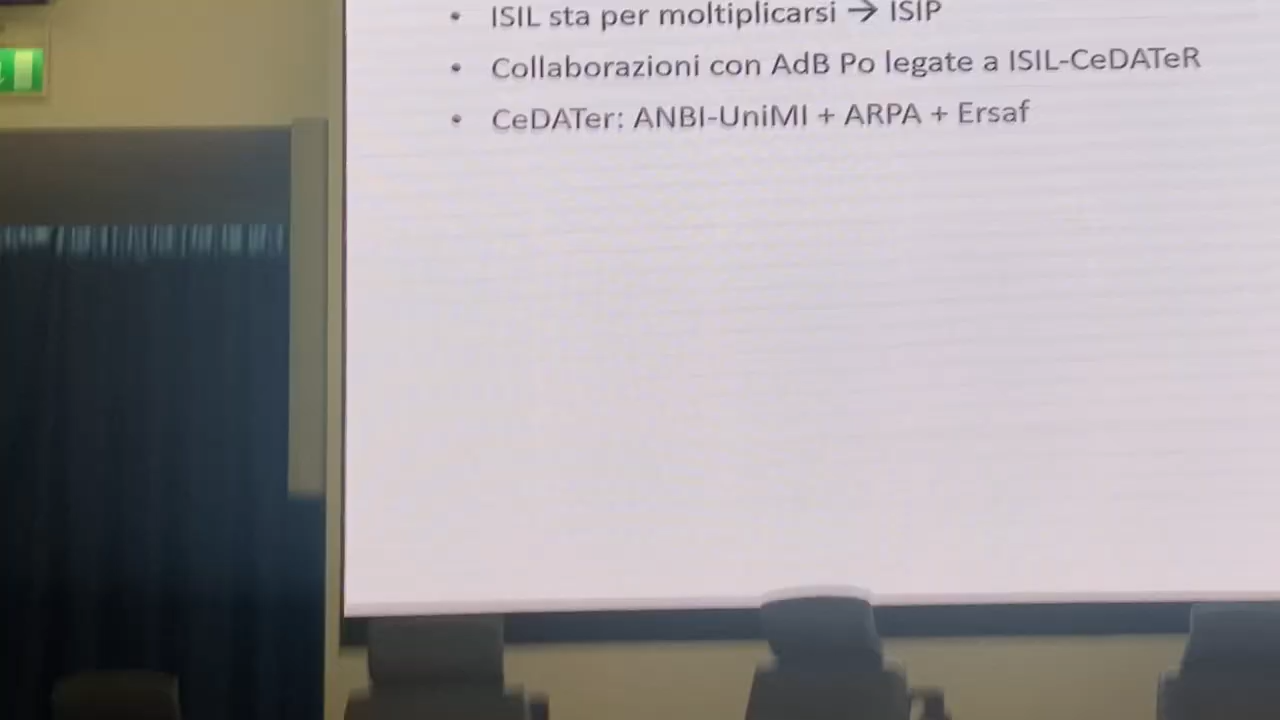 • ISIL sta per moltiplicarsi → ISIP
• Collaborazioni con AdB Po legate a ISIL-CeDATeR
• CeDATer: ANBI-UniMI + ARPA + Ersaf